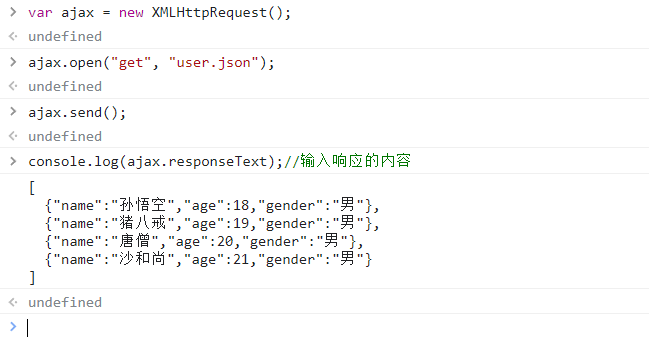 var ajax = new XMLHttpRequest();
undefined
ajax.open("get", "user.json");
undefined
ajax.send();
undefined
console.log(ajax.responseText);//输入响应的内容
[
{"name":"孙悟空","age":18,"gender":"男"},
{"name":"猪八戒","age":19,"gender":"男"},
{"name":"唐僧","age":20,"gender":"男"},
{"name":"沙和尚","age":21,"gender":"男"}
]
undefined